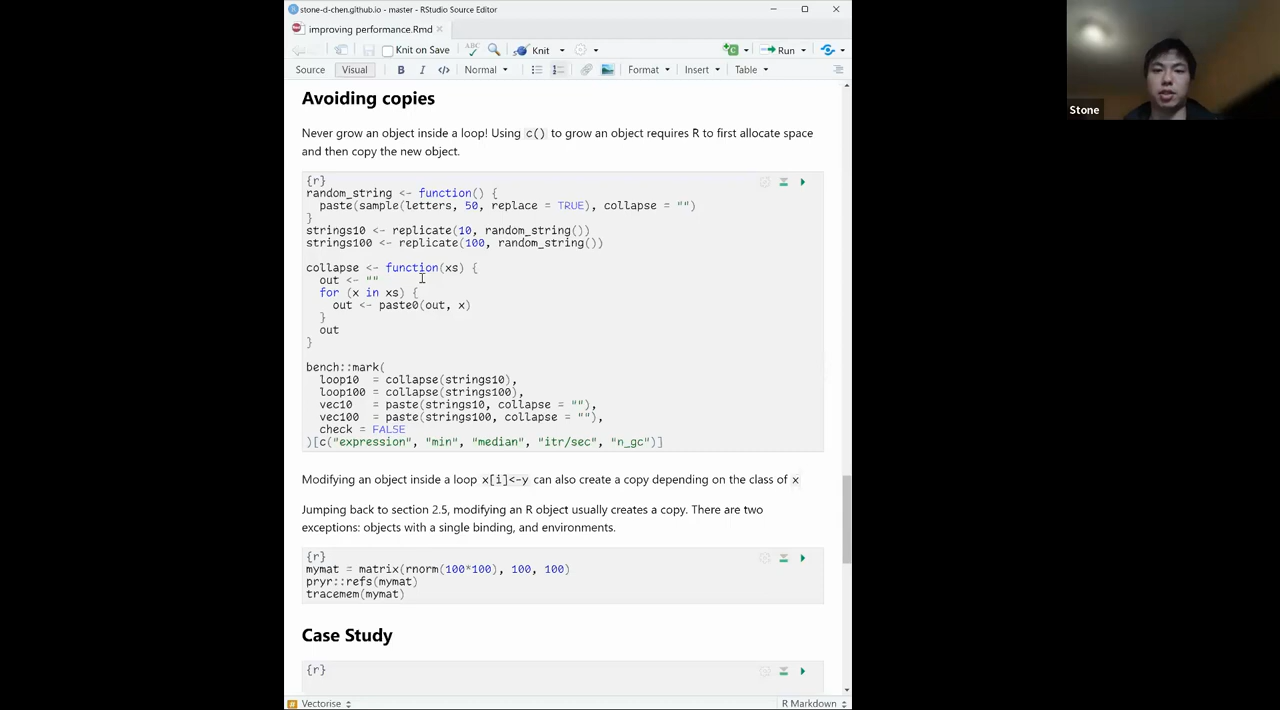 stone-d-chen.github.io - master - RStudio Source Editor
improving performance.Rmd
Knit on Save
ABC
Knit
Run
Source Visual B I </> Normal Format Insert Table
Avoiding copies
Never grow an object inside a loop! Using c() to grow an object requires R to first allocate space
and then copy the new object.
{r}
random_string <- function() {
  paste(sample(letters, 50, replace = TRUE), collapse = "")
}
strings10 <- replicate(10, random_string())
strings100 <- replicate(100, random_string())
collapse <- function(xs) {
  out <- ""
  for (x in xs) {
    out <- paste0(out, x)
  }
  out
}
bench::mark(
  loop10  = collapse(strings10),
  loop100 = collapse(strings100),
  vec10   = paste(strings10, collapse = ""),
  vec100  = paste(strings100, collapse = ""),
  check = FALSE
)[c("expression", "min", "median", "itr/sec", "n_gc")]
Modifying an object inside a loop x[i]<-y can also create a copy depending on the class of x
Jumping back to section 2.5, modifying an R object usually creates a copy. There are two
exceptions: objects with a single binding, and environments.
{r}
mymat = matrix(rnorm(100*100), 100, 100)
pryr::refs(mymat)
tracemem(mymat)
Case Study
{r}
Vectorise
R Markdown
Stone